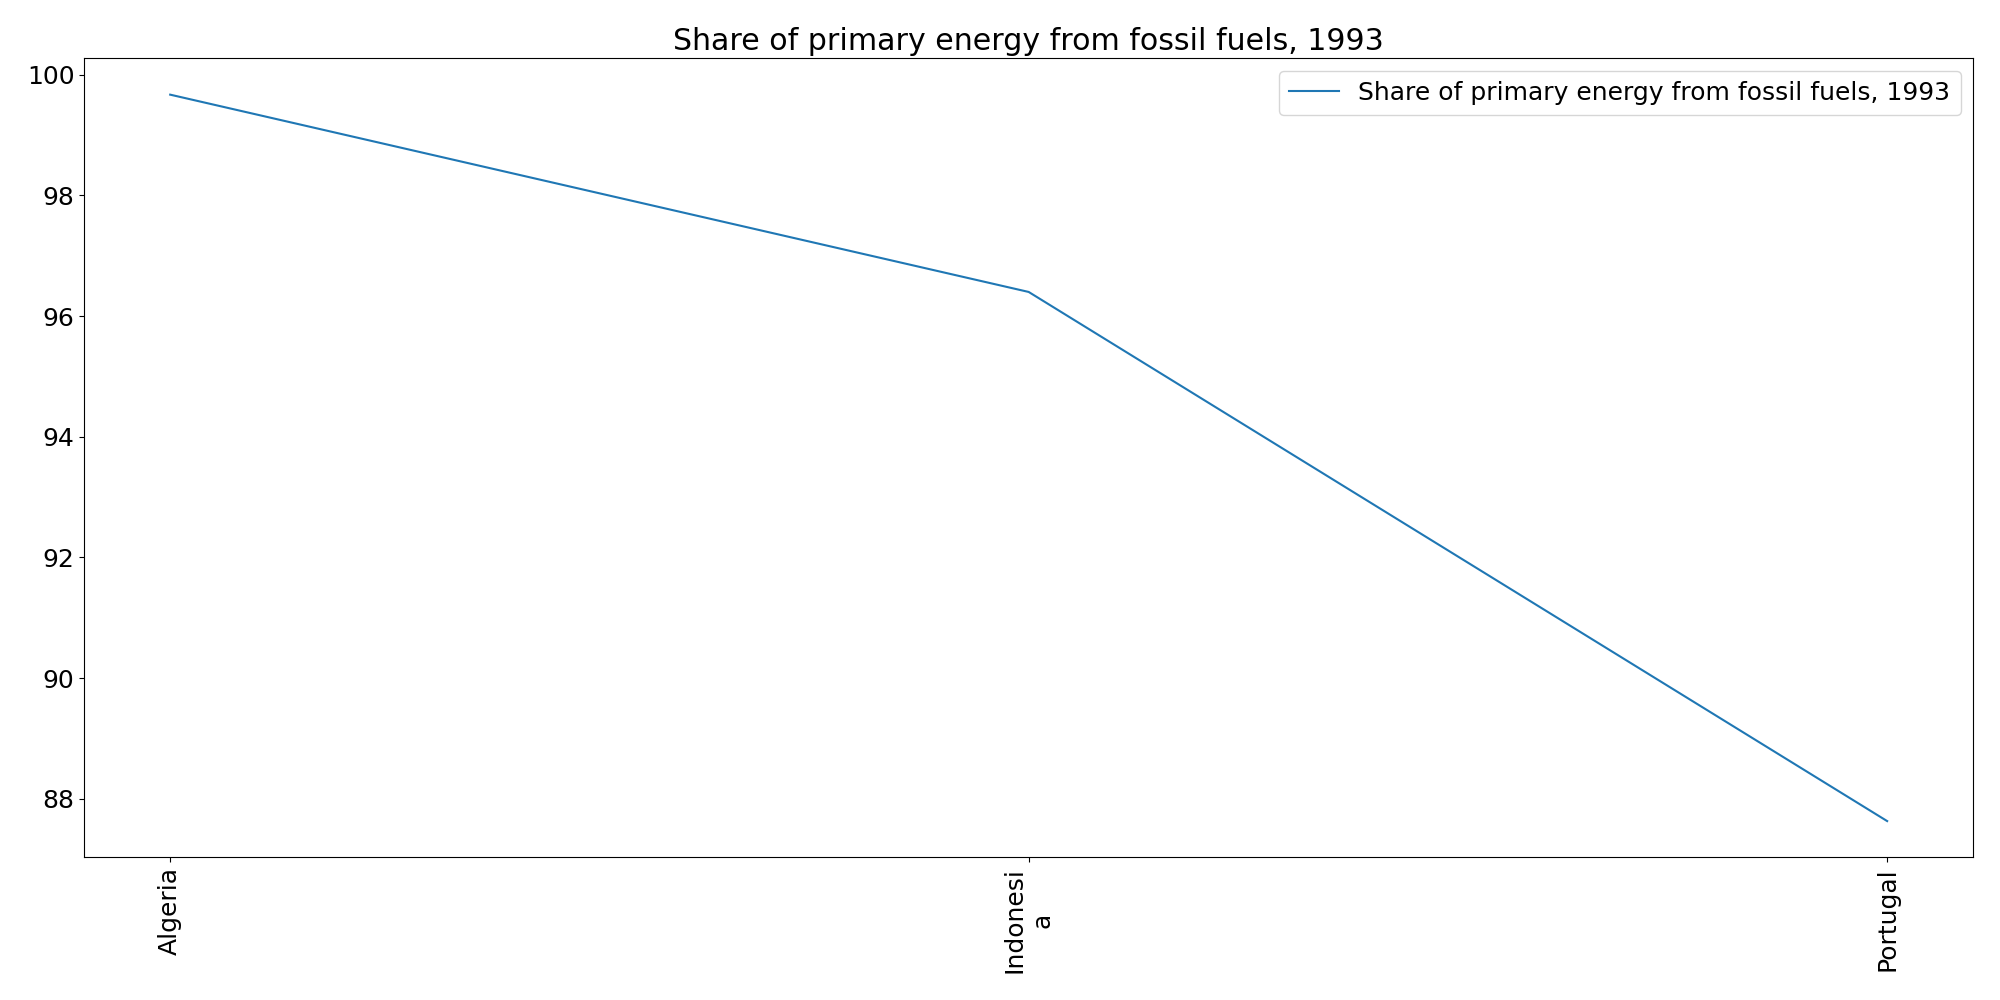 Share of primary energy from fossil fuels, 1993
Share of primary energy from fossil fuels, 1993
100
98
96
94
92
90
88
Algeria
Indonesi
a
Portugal